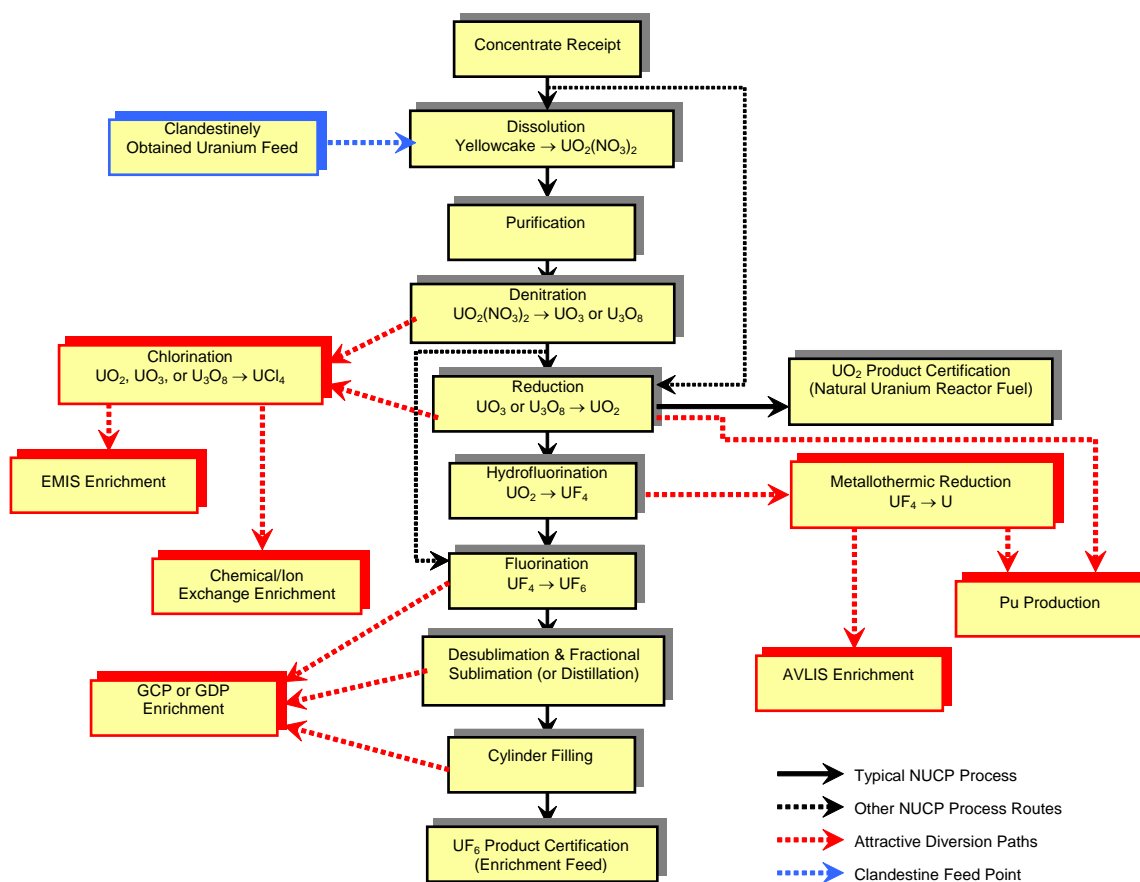 Concentrate Receipt
Clandestinely
Obtained Uranium Feed
Dissolution
Yellowcake → UO₂(NO₃)₂
Purification
Denitration
UO₂(NO₃)₂ → UO₃ or U₃O₈
Chlorination
UO₂, UO₃, or U₃O₈ → UCl₄
Reduction
UO₃ or U₃O₈ → UO₂
UO₂ Product Certification
(Natural Uranium Reactor Fuel)
EMIS Enrichment
Hydrofluorination
UO₂ → UF₄
Metallothermic Reduction
UF₄ → U
Chemical/Ion
Exchange Enrichment
Fluorination
UF₄ → UF₆
Pu Production
Desublimation & Fractional
Sublimation (or Distillation)
AVLIS Enrichment
GCP or GDP
Enrichment
Cylinder Filling
UF₆ Product Certification
(Enrichment Feed)
Typical NUCP Process
Other NUCP Process Routes
Attractive Diversion Paths
Clandestine Feed Point